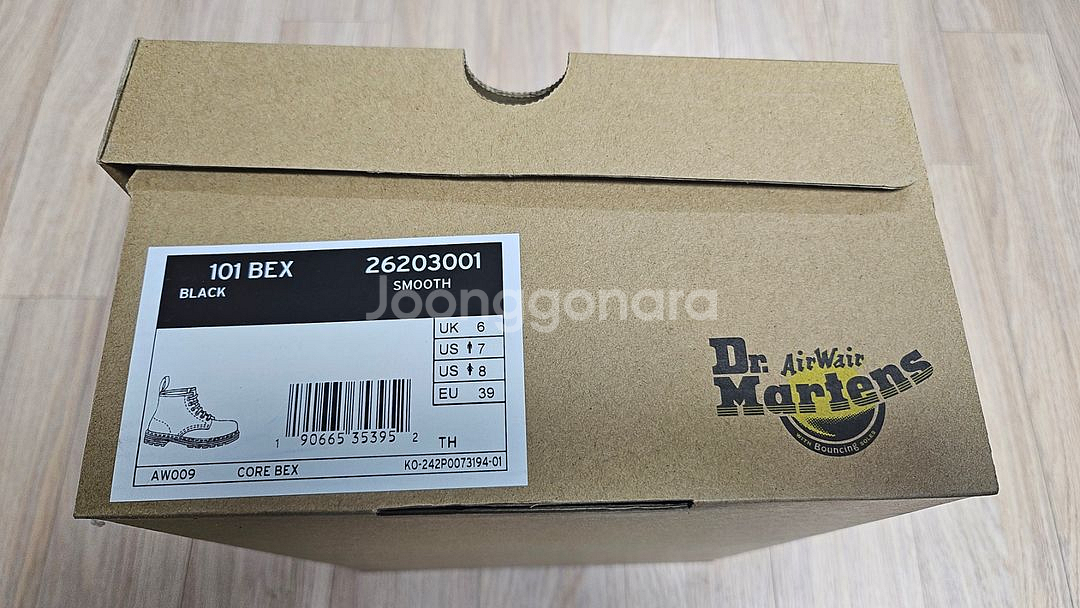 101 BEX 26203001
BLACK SMOOTH
Joonggonara
UK 6
US 7
US 8
EU 39
1 90665 35395 2
TH
AW009 CORE BEX KO-242P0073194-01
Dr. AirWair
Martens
WITH Bouncing SOLES